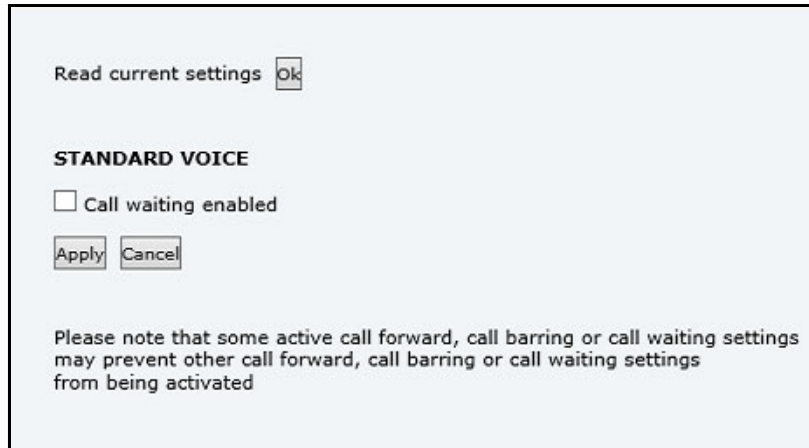 Read current settings Ok
STANDARD VOICE
Call waiting enabled
Apply Cancel
Please note that some active call forward, call barring or call waiting settings
may prevent other call forward, call barring or call waiting settings
from being activated